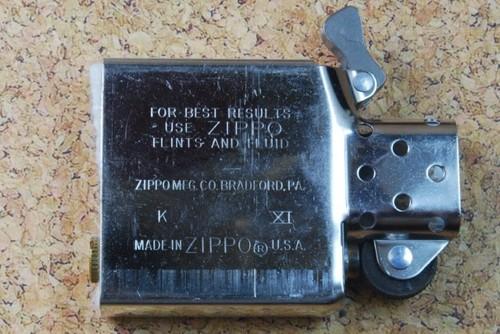 FOR BEST RESULTS
USE ZIPPO
FLINTS AND FLUID
ZIPPO MFG. CO. BRADFORD, PA.
K XI
MADE IN ZIPPO® U.S.A.